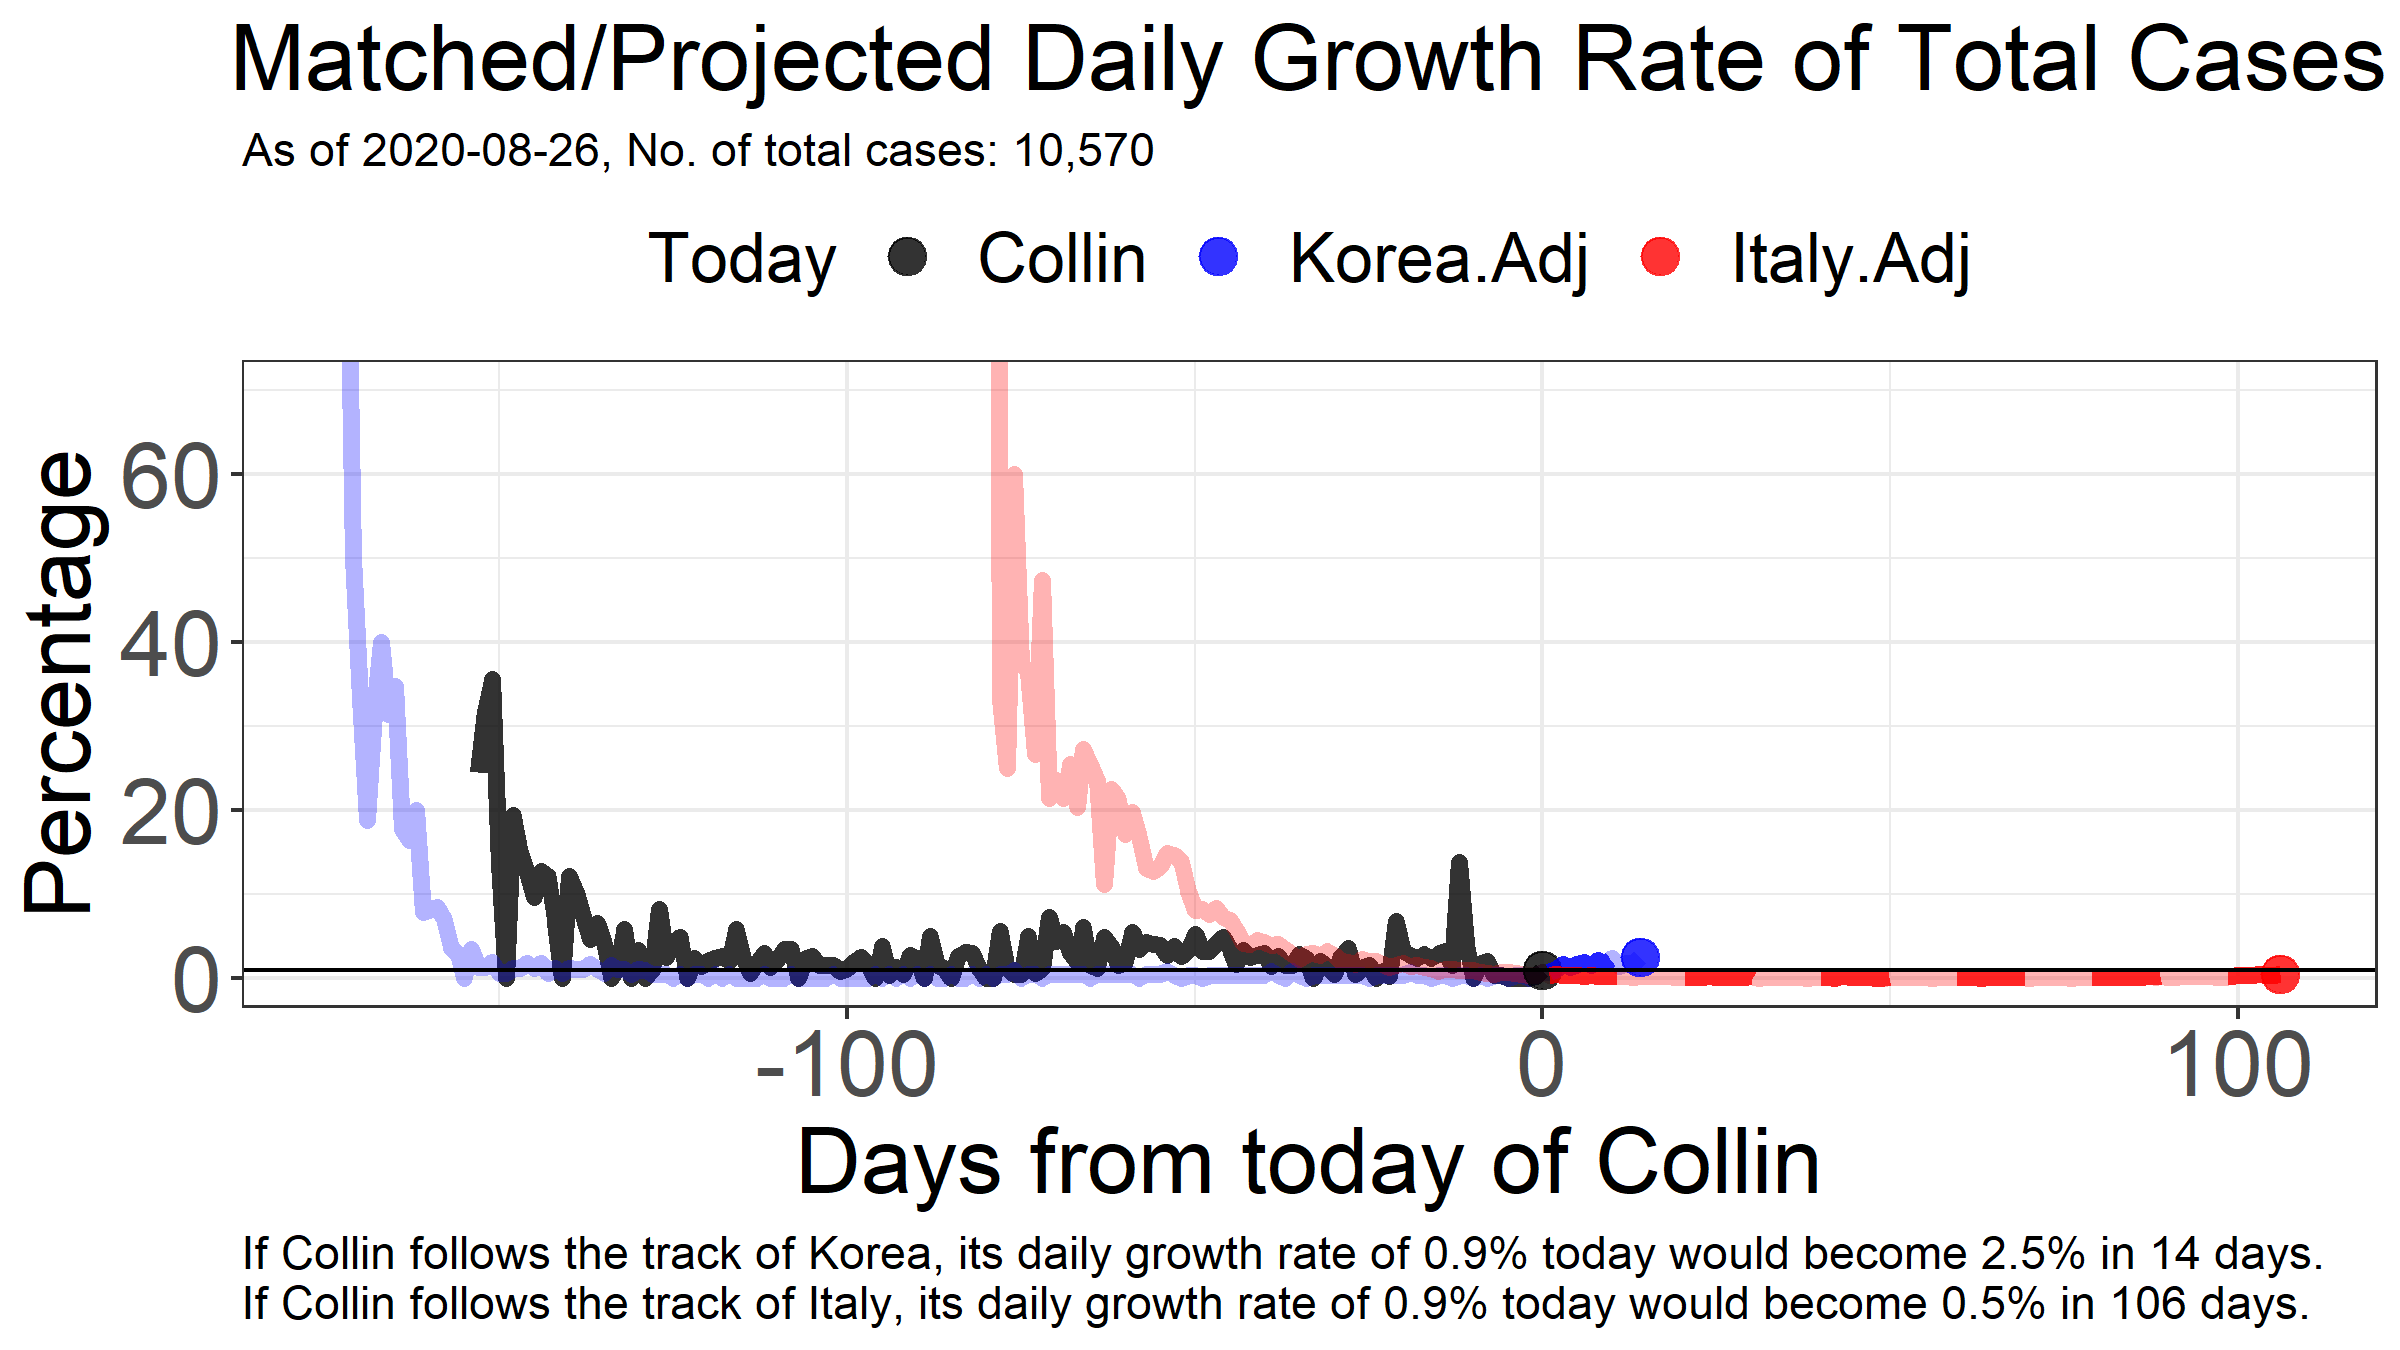 Matched/Projected Daily Growth Rate of Total Cases
As of 2020-08-26, No. of total cases: 10,570
Today Collin Korea.Adj Italy.Adj
Percentage
60
40
20
0
-100 0 100
Days from today of Collin
If Collin follows the track of Korea, its daily growth rate of 0.9% today would become 2.5% in 14 days.
If Collin follows the track of Italy, its daily growth rate of 0.9% today would become 0.5% in 106 days.